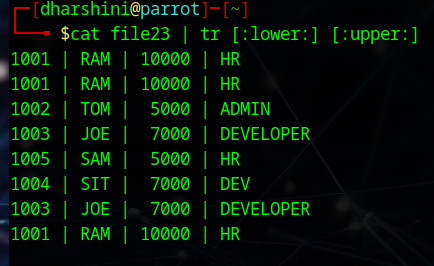 [dharshini@parrot]-[~]
$cat file23 | tr [:lower:] [:upper:]
1001 | RAM | 10000 | HR
1001 | RAM | 10000 | HR
1002 | TOM |  5000 | ADMIN
1003 | JOE |  7000 | DEVELOPER
1005 | SAM |  5000 | HR
1004 | SIT |  7000 | DEV
1003 | JOE |  7000 | DEVELOPER
1001 | RAM | 10000 | HR